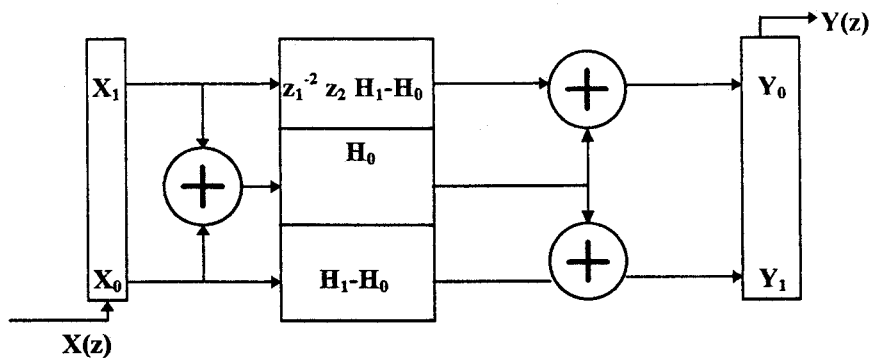 Y(z)
X₁
z₁⁻² z₂ H₁-H₀
+
Y₀
H₀
+
X₀
H₁-H₀
+
Y₁
X(z)